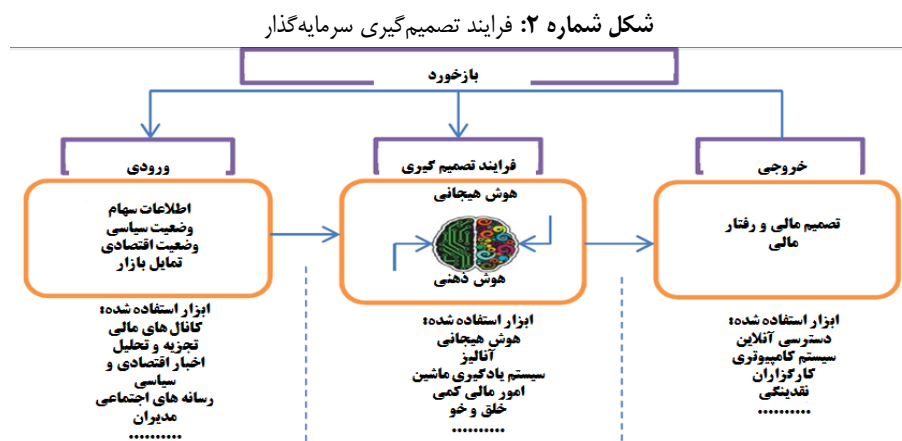 شکل شماره ۲: فرایند تصمیم‌گیری سرمایه‌گذار
بازخورد
ورودی
اطلاعات سهام
وضعیت سیاسی
وضعیت اقتصادی
تمایل بازار
ابزار استفاده شده:
کانال های مالی
تجزیه و تحلیل
اخبار اقتصادی و
سیاسی
رسانه های اجتماعی
مدیران
..........
فرایند تصمیم گیری
هوش هیجانی
هوش ذهنی
ابزار استفاده شده:
هوش هیجانی
آنالیز
سیستم یادگیری ماشین
امور مالی کمی
خلق و خو
..........
خروجی
تصمیم مالی و رفتار
مالی
ابزار استفاده شده:
دسترسی آنلاین
سیستم کامپیوتری
کارگزاران
نقدینگی
..........